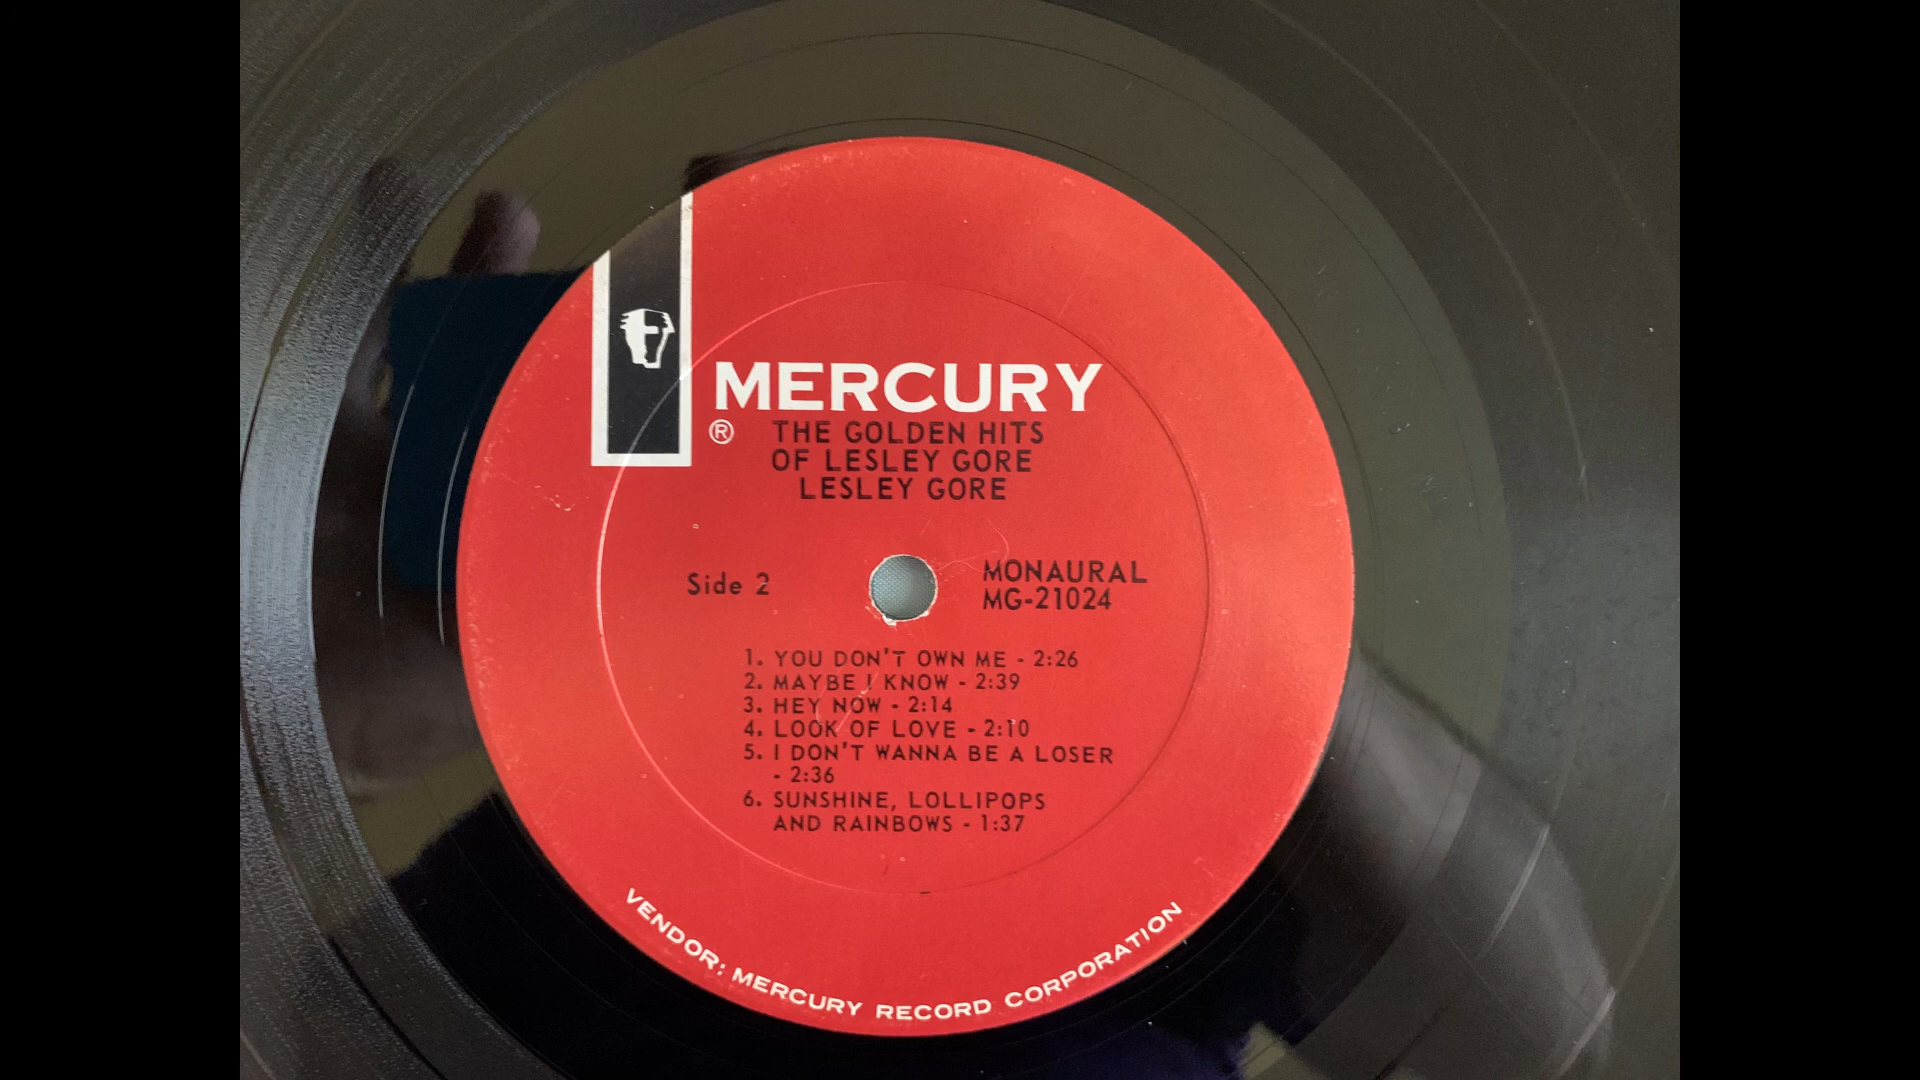 MERCURY
® THE GOLDEN HITS
OF LESLEY GORE
LESLEY GORE
Side 2
MONAURAL
MG-21024
1. YOU DON'T OWN ME - 2:26
2. MAYBE I KNOW - 2:39
3. HEY NOW - 2:14
4. LOOK OF LOVE - 2:10
5. I DON'T WANNA BE A LOSER
- 2:36
6. SUNSHINE, LOLLIPOPS
AND RAINBOWS - 1:37
VENDOR: MERCURY RECORD CORPORATION